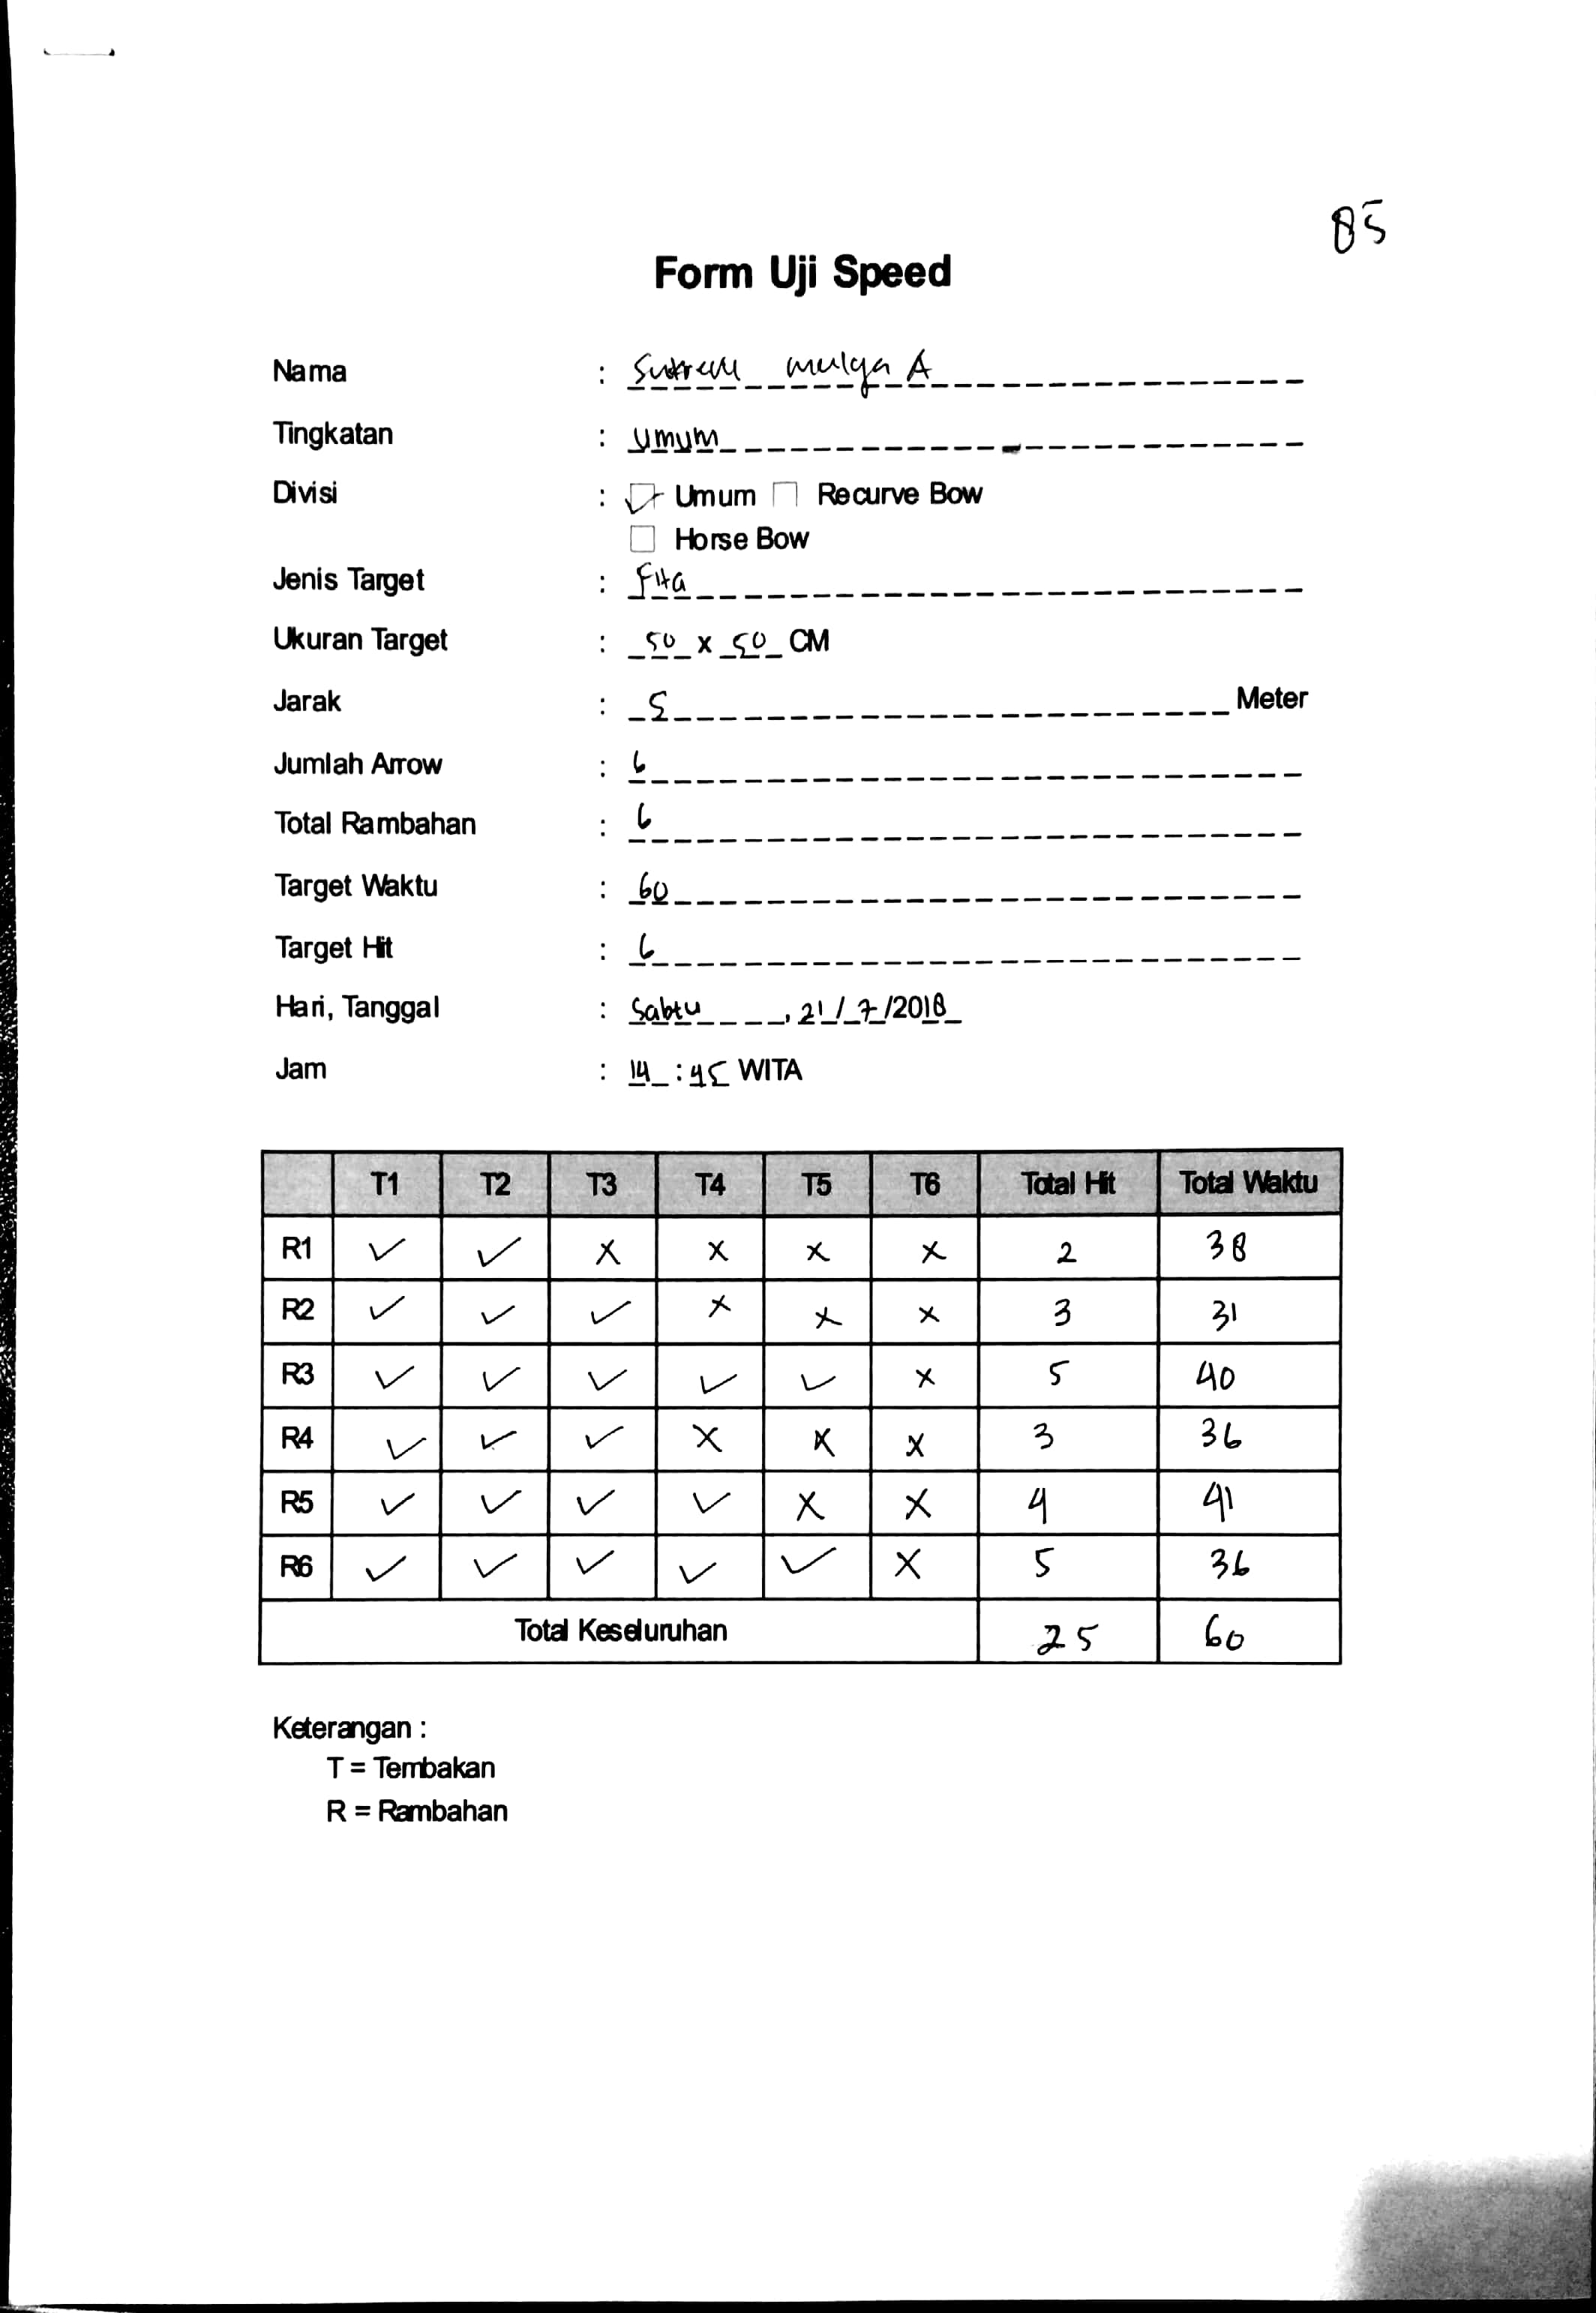 85
Form Uji Speed
Nama : mulya A
Tingkatan : umum
Divisi : ✓ Umum ☐ Recurve Bow
☐ Horse Bow
Jenis Target : Fita
Ukuran Target : 50 x 50 CM
Jarak : 5 Meter
Jumlah Arrow : 6
Total Rambahan : 6
Target Waktu : 60
Target Hit : 6
Hari, Tanggal : Sabtu, 21/7/2018
Jam : 14:45 WITA
T1 T2 T3 T4 T5 T6 Total Hit Total Waktu
R1 ✓ ✓ x x x x 2 38
R2 ✓ ✓ ✓ x x x 3 31
R3 ✓ ✓ ✓ ✓ ✓ x 5 40
R4 ✓ ✓ ✓ x x x 3 36
R5 ✓ ✓ ✓ ✓ x x 4 41
R6 ✓ ✓ ✓ ✓ ✓ x 5 36
Total Keseluruhan 25 60
Keterangan :
T = Tembakan
R = Rambahan